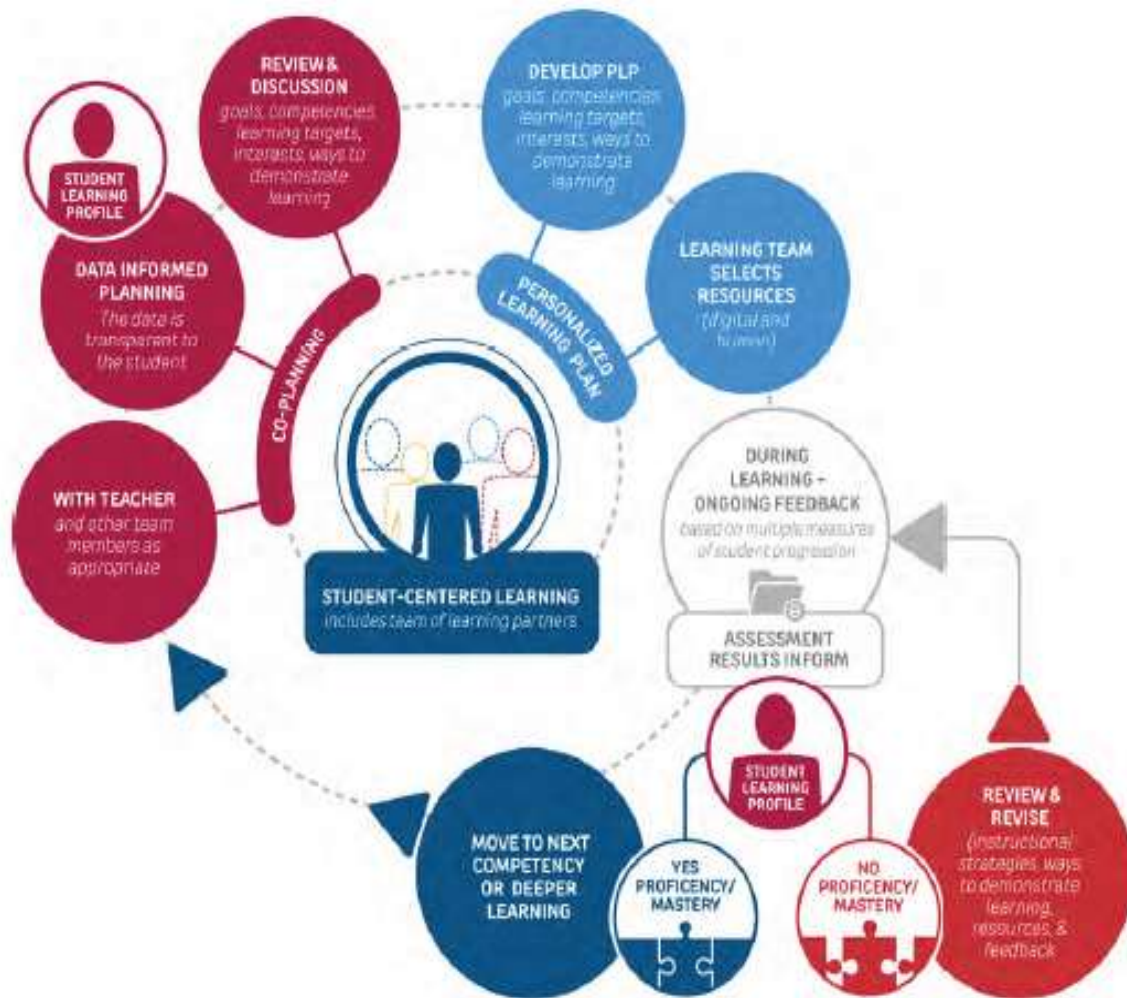 REVIEW &
DISCUSSION
goals, competencies,
learning targets,
interests, ways to
demonstrate
learning
DEVELOP PLP
goals, competencies
learning targets,
interests, ways to
demonstrate
learning
STUDENT
LEARNING
PROFILE
DATA INFORMED
PLANNING
The data is
transparent to
the student
LEARNING TEAM
SELECTS
RESOURCES
(digital and
human)
CO-PLANNING
PERSONALIZED
LEARNING PLAN
WITH TEACHER
and other team
members as
appropriate
STUDENT-CENTERED LEARNING
includes team of learning partners
DURING
LEARNING -
ONGOING FEEDBACK
based on multiple measures
of student progression
ASSESSMENT
RESULTS INFORM
STUDENT
LEARNING
PROFILE
MOVE TO NEXT
COMPETENCY
OR DEEPER
LEARNING
YES
PROFICIENCY/
MASTERY
NO
PROFICIENCY/
MASTERY
REVIEW &
REVISE
(instructional
strategies, ways
to demonstrate
learning,
resources, &
feedback